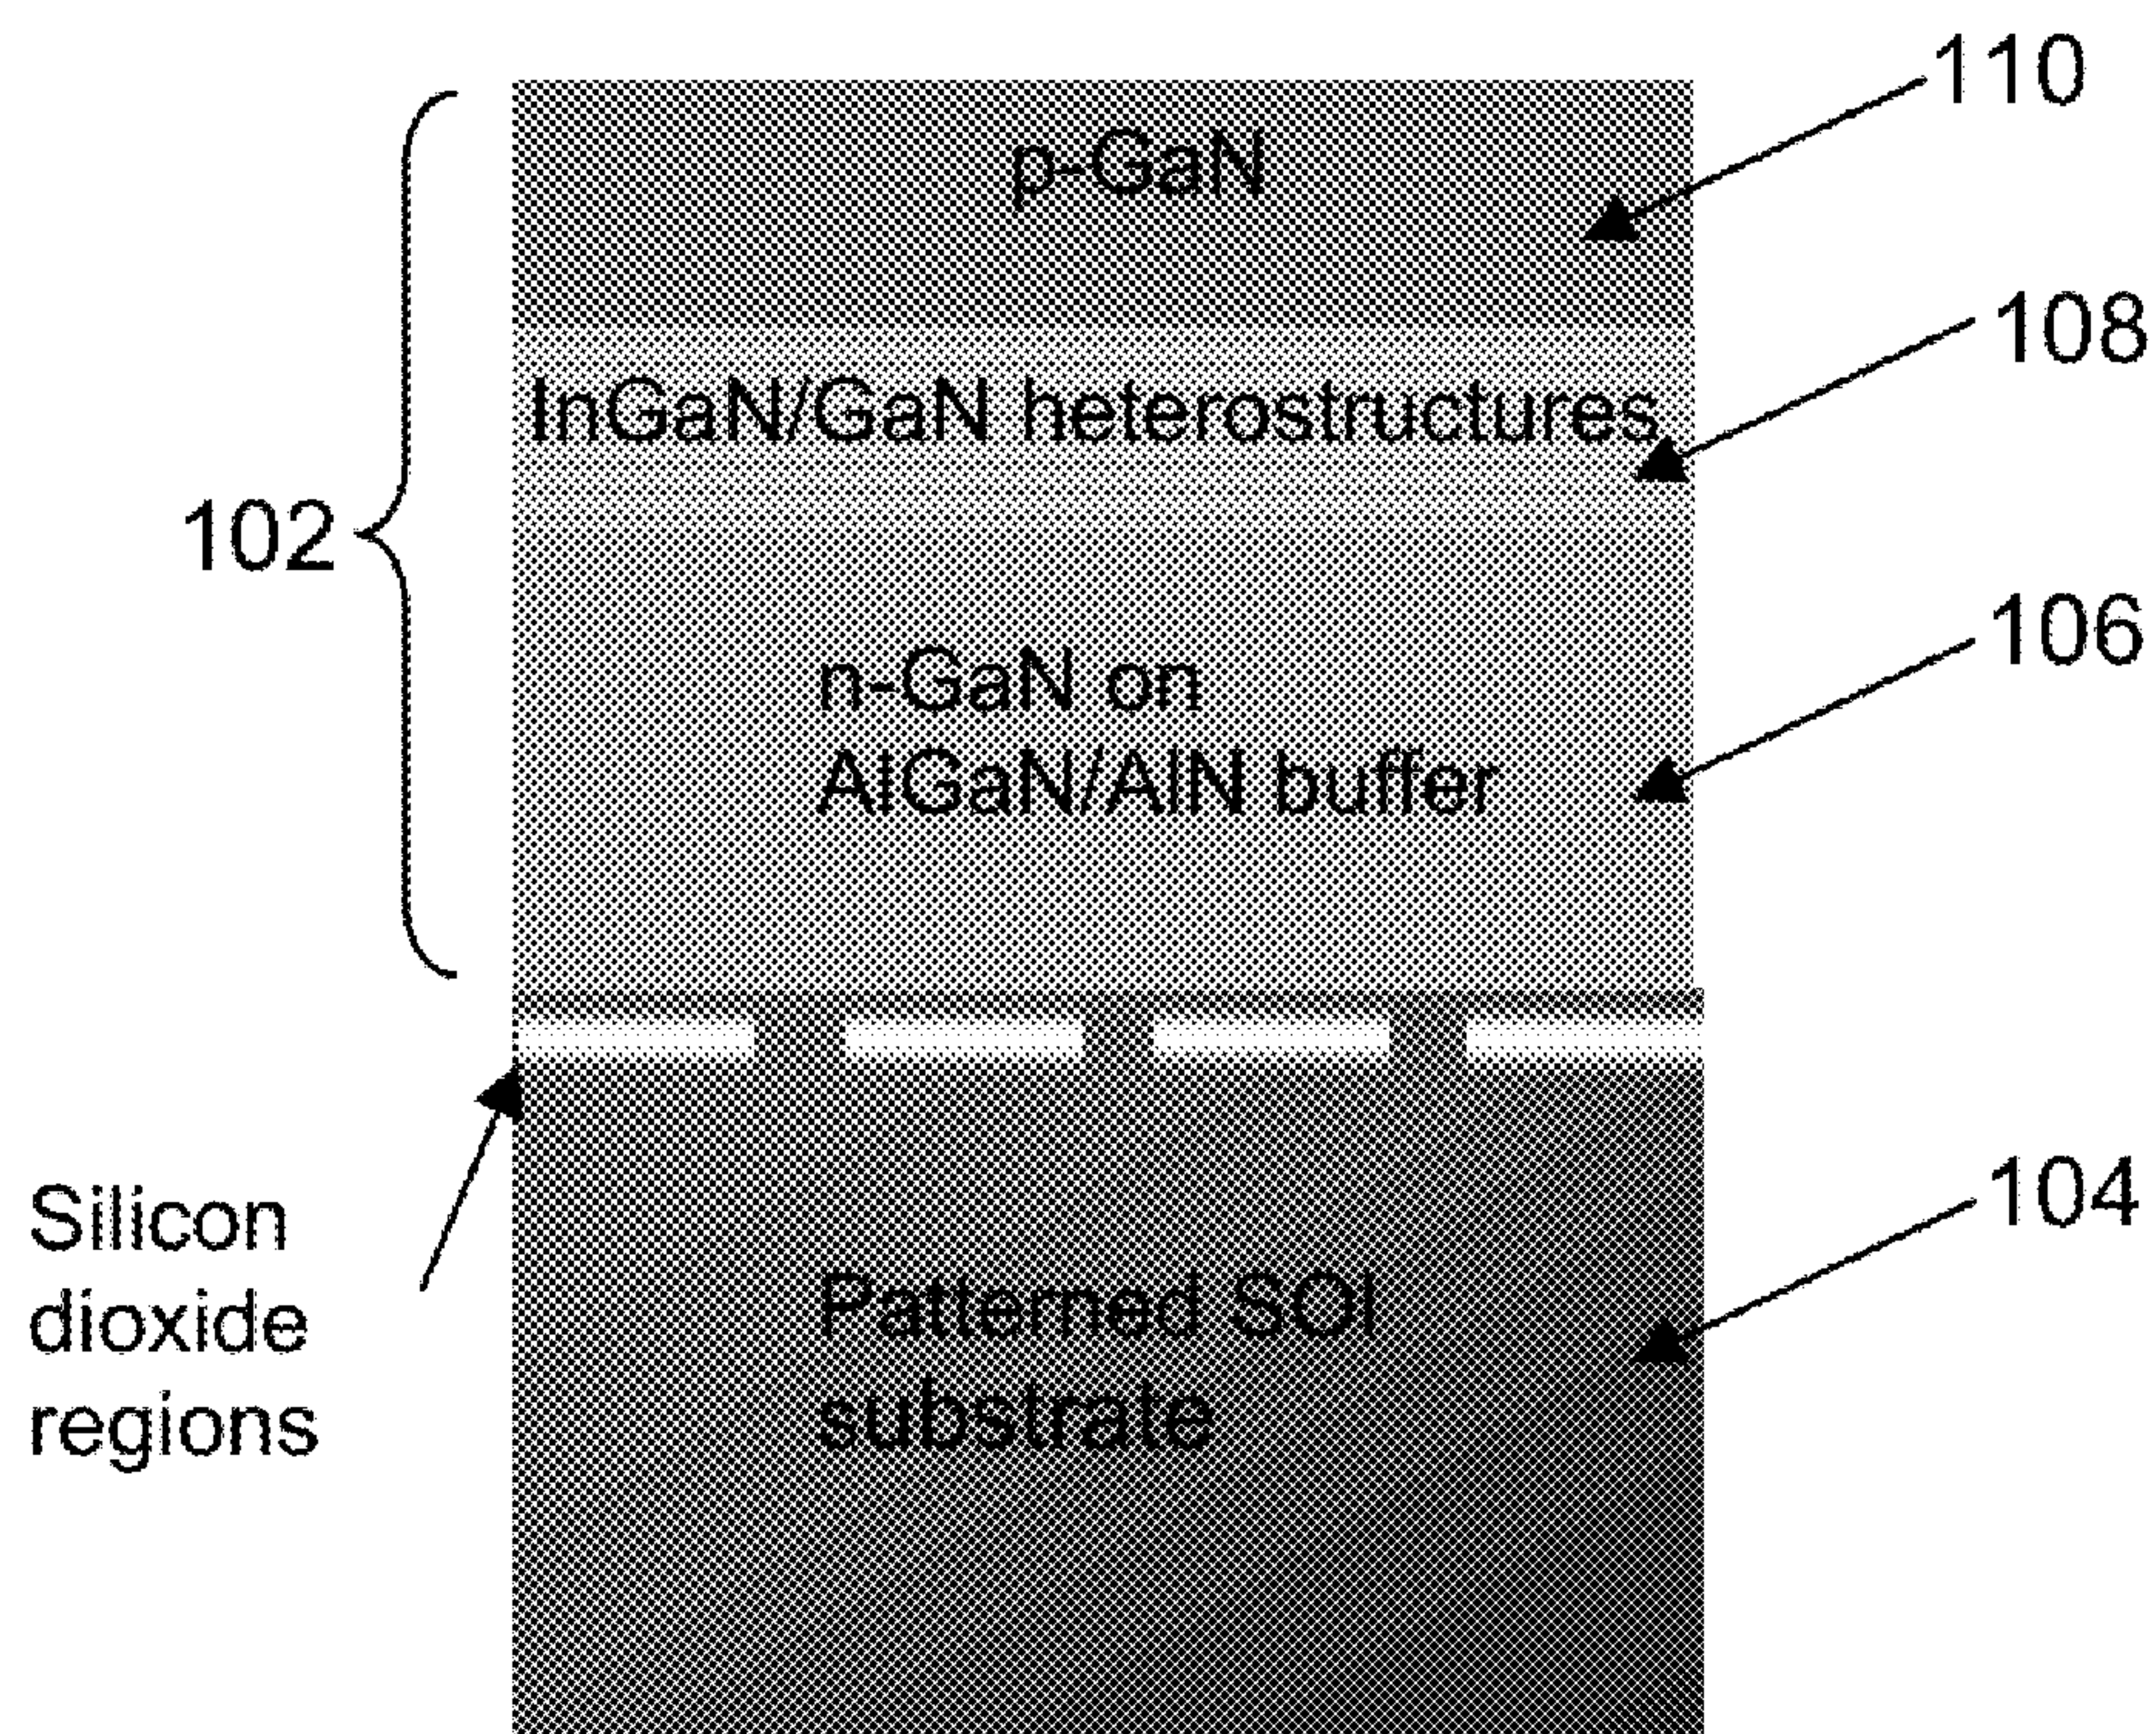 110
p-GaN
108
InGaN/GaN heterostructures
102
106
n-GaN on
AlGaN/AlN buffer
104
Silicon
dioxide
regions
Patterned SOI
substrate